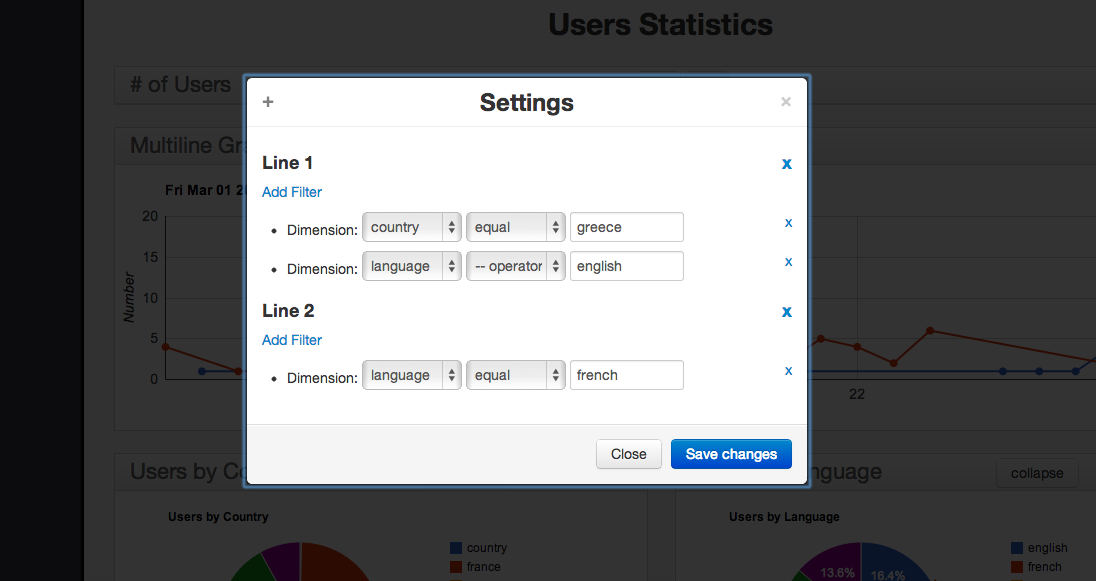 Users Statistics
# of Users
Multiline Gr
Fri Mar 01 2
20
15
10
5
0
Number
22
+
Settings
×
Line 1
x
Add Filter
Dimension: country equal greece x
Dimension: language -- operator english x
Line 2
x
Add Filter
Dimension: language equal french x
Close
Save changes
Users by Co
nguage
collapse
Users by Country
country
france
Users by Language
13.6%
16.4%
english
french